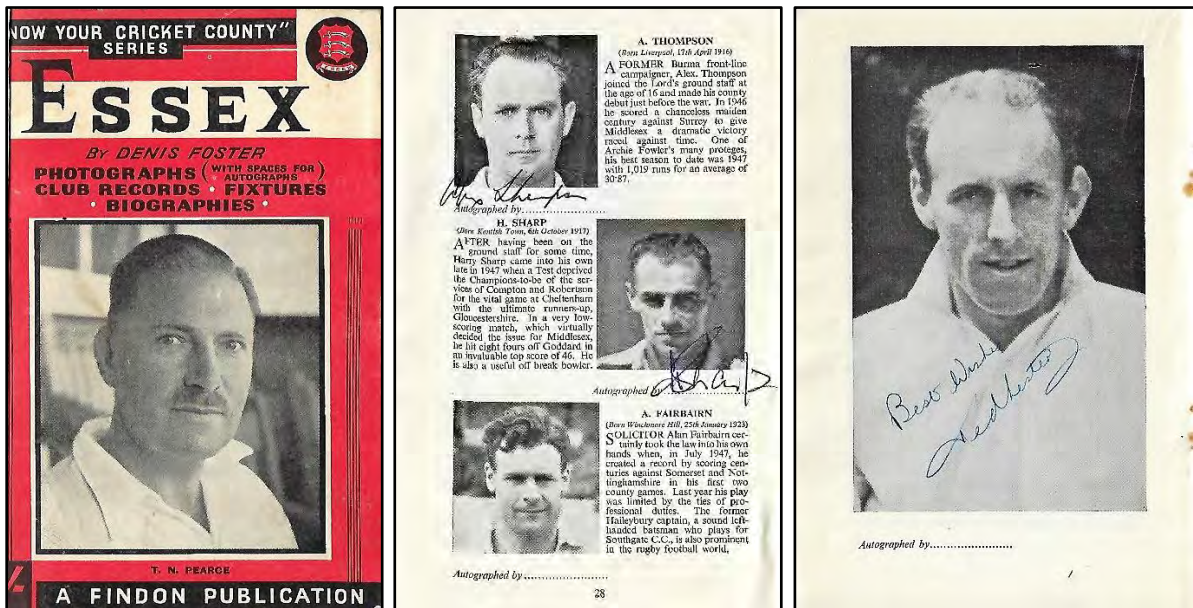 NOW YOUR CRICKET COUNTY"
SERIES
ESSEX
BY DENIS FOSTER
PHOTOGRAPHS (WITH SPACES FOR AUTOGRAPHS)
CLUB RECORDS · FIXTURES
· BIOGRAPHIES ·
T. N. PEARCE
A FINDON PUBLICATION
A. THOMPSON
(Born Liverpool, 17th April 1916)
A FORMER Burma front-line
campaigner, Alex. Thompson
joined the Lord's ground staff at
the age of 16 and made his county
debut just before the war. In 1946
he scored a chanceless maiden
century against Surrey to give
Middlesex a dramatic victory
raced against time. One of
Archie Fowler's many proteges,
his best season to date was 1947
with 1,019 runs for an average of
30·87.
Alex Thompson
Autographed by........................
H. SHARP
(Born Kentish Town, 6th October 1917)
AFTER having been on the
ground staff for some time,
Harry Sharp came into his own
late in 1947 when a Test deprived
the Champions-to-be of the ser-
vices of Compton and Robertson
for the vital game at Cheltenham
with the ultimate runners-up,
Gloucestershire. In a very low-
scoring match, which virtually
decided the issue for Middlesex,
he hit eight fours off Goddard in
an invaluable top score of 46. He
is also a useful off break bowler.
Autographed by
Sharp
A. FAIRBAIRN
(Born Winchmore Hill, 25th January 1923)
SOLICITOR Alan Fairbairn cer-
tainly took the law into his own
hands when, in July 1947, he
created a record by scoring cen-
turies against Somerset and Not-
tinghamshire in his first two
county games. Last year his play
was limited by the ties of pro-
fessional duties. The former
Haileybury captain, a sound left-
handed batsman who plays for
Southgate C.C., is also prominent
in the rugby football world.
Autographed by........................
28
Best Wishes
Autographed by........................